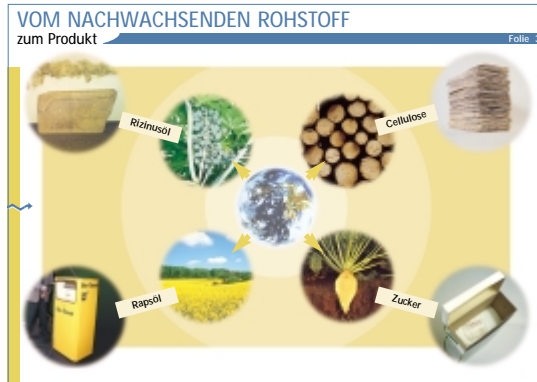 VOM NACHWACHSENDEN ROHSTOFF
zum Produkt
Folie
Rizinusöl
Cellulose
Rapsöl
Zucker